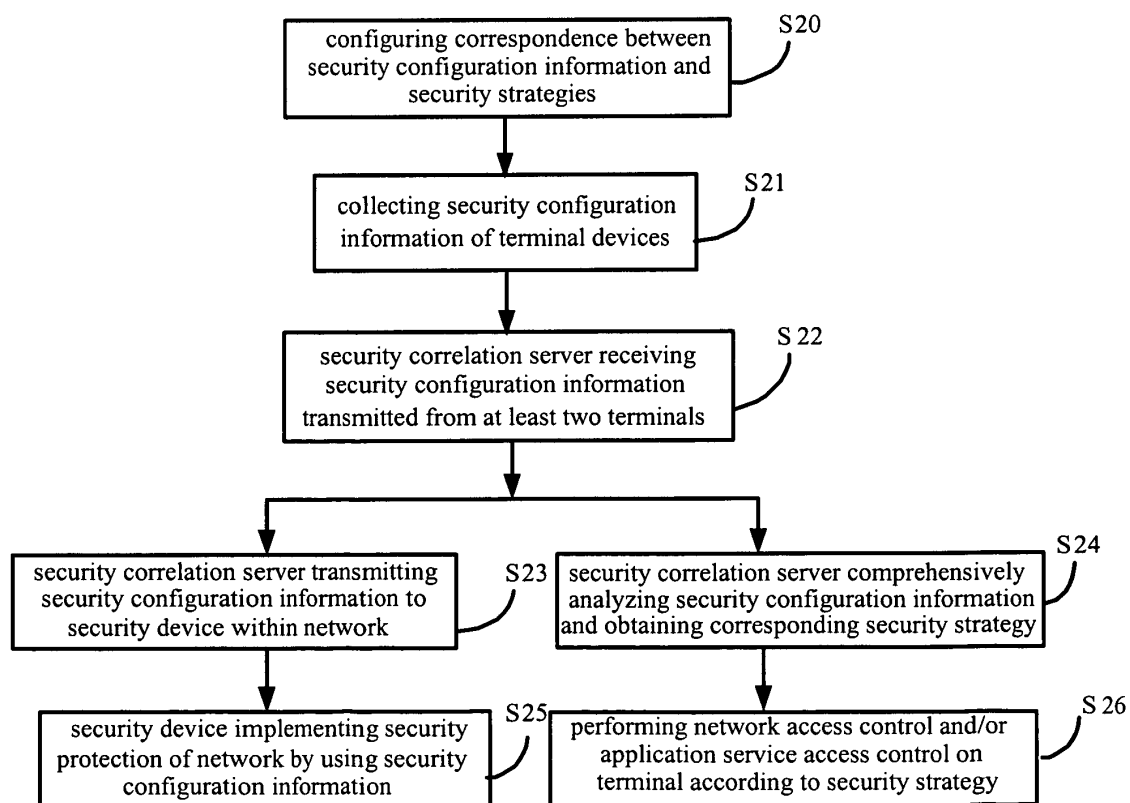 configuring correspondence between
security configuration information and
security strategies
S20
collecting security configuration
information of terminal devices
S21
security correlation server receiving
security configuration information
transmitted from at least two terminals
S 22
security correlation server transmitting
security configuration information to
security device within network
S23
security correlation server comprehensively
analyzing security configuration information
and obtaining corresponding security strategy
S24
security device implementing security
protection of network by using security
configuration information
S25
performing network access control and/or
application service access control on
terminal according to security strategy
S 26